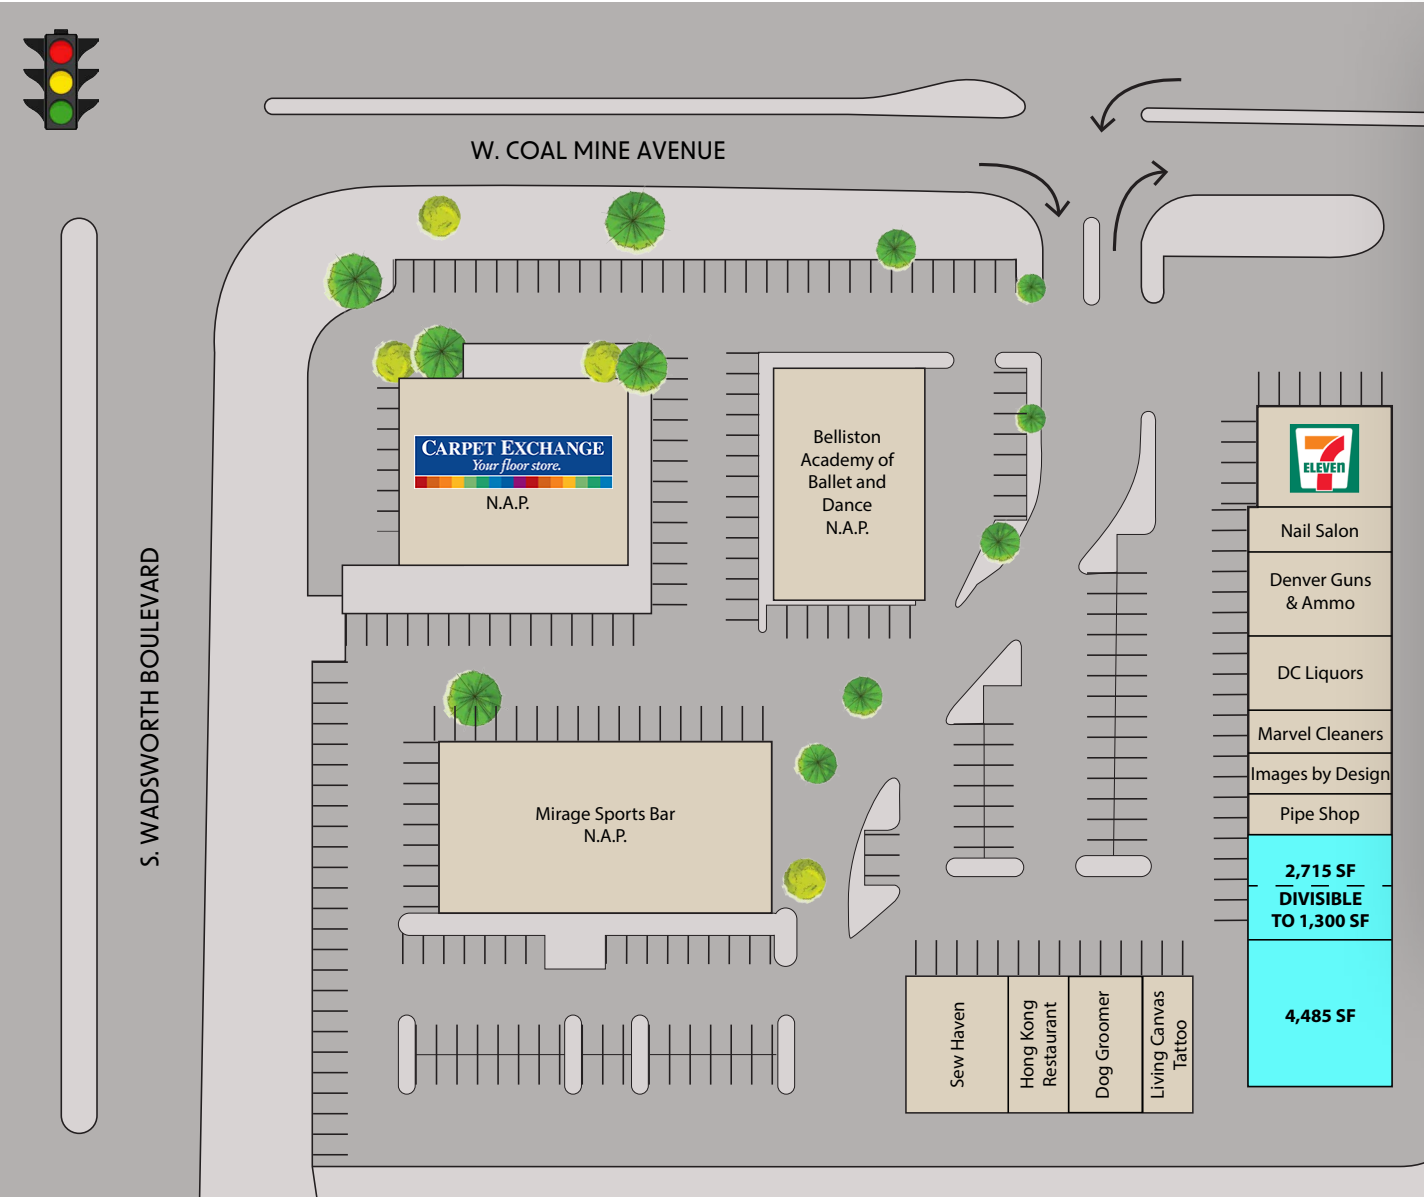 W. COAL MINE AVENUE
S. WADSWORTH BOULEVARD
CARPET EXCHANGE
Your floor store.
N.A.P.
Belliston
Academy of
Ballet and
Dance
N.A.P.
7
ELEVEN
Nail Salon
Denver Guns
& Ammo
DC Liquors
Marvel Cleaners
Images by Design
Pipe Shop
2,715 SF
DIVISIBLE
TO 1,300 SF
4,485 SF
Mirage Sports Bar
N.A.P.
Sew Haven
Hong Kong
Restaurant
Dog Groomer
Living Canvas
Tattoo